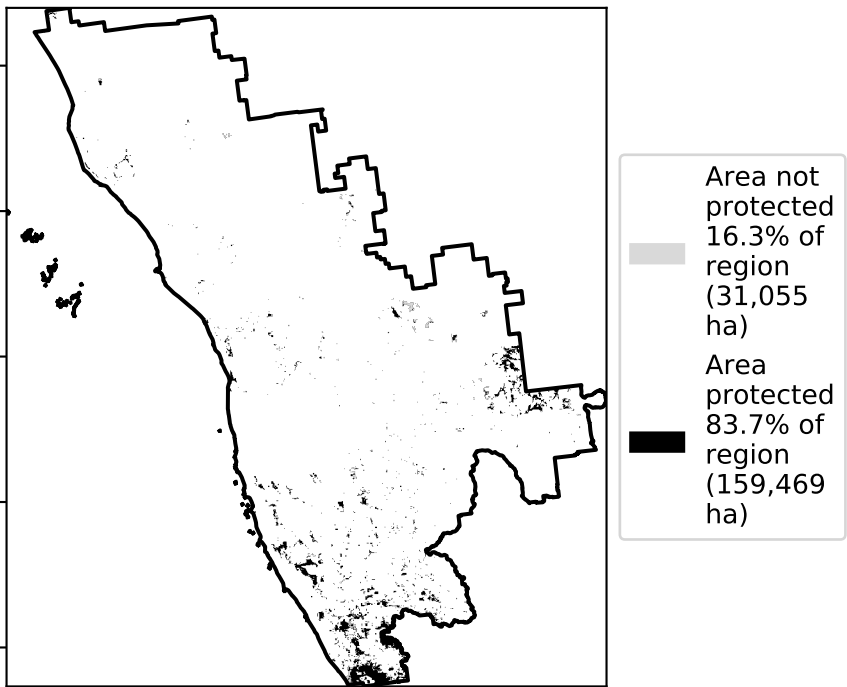 Area not
protected
16.3% of
region
(31,055
ha)
Area
protected
83.7% of
region
(159,469
ha)